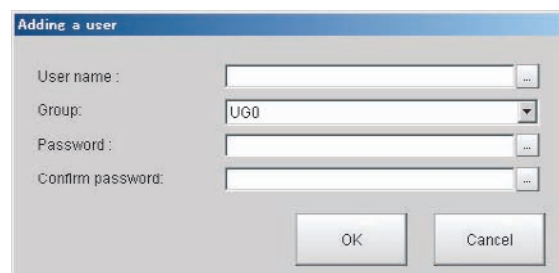 Adding a user
User name :
...
Group:
UG0
Password :
...
Confirm password:
...
OK
Cancel